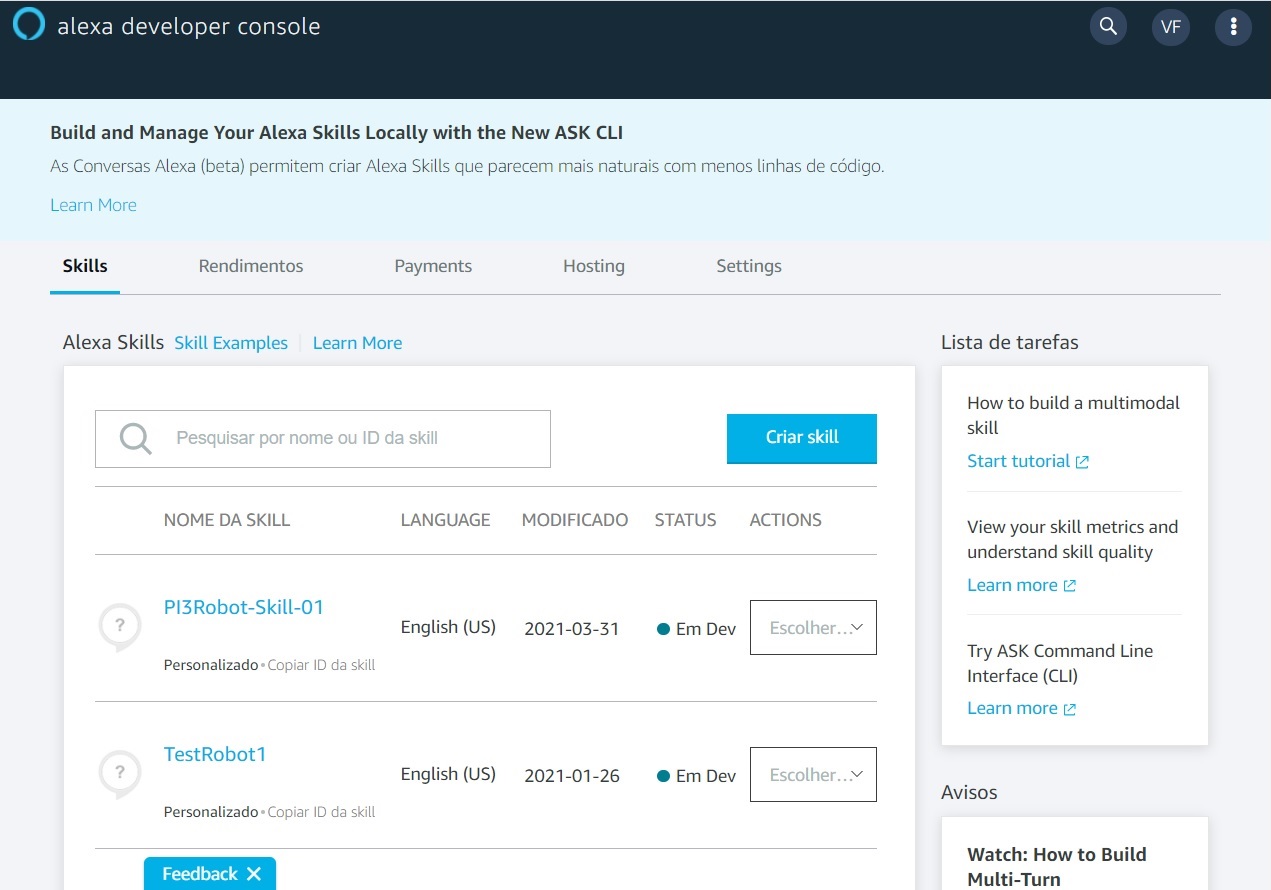 alexa developer console
VF
Build and Manage Your Alexa Skills Locally with the New ASK CLI
As Conversas Alexa (beta) permitem criar Alexa Skills que parecem mais naturais com menos linhas de código.
Learn More
Skills Rendimentos Payments Hosting Settings
Alexa Skills Skill Examples | Learn More
Pesquisar por nome ou ID da skill
Criar skill
NOME DA SKILL LANGUAGE MODIFICADO STATUS ACTIONS
?
PI3Robot-Skill-01
English (US) 2021-03-31 Em Dev Escolher...
Personalizado • Copiar ID da skill
?
TestRobot1
English (US) 2021-01-26 Em Dev Escolher...
Personalizado • Copiar ID da skill
Feedback X
Lista de tarefas
How to build a multimodal
skill
Start tutorial
View your skill metrics and
understand skill quality
Learn more
Try ASK Command Line
Interface (CLI)
Learn more
Avisos
Watch: How to Build
Multi-Turn